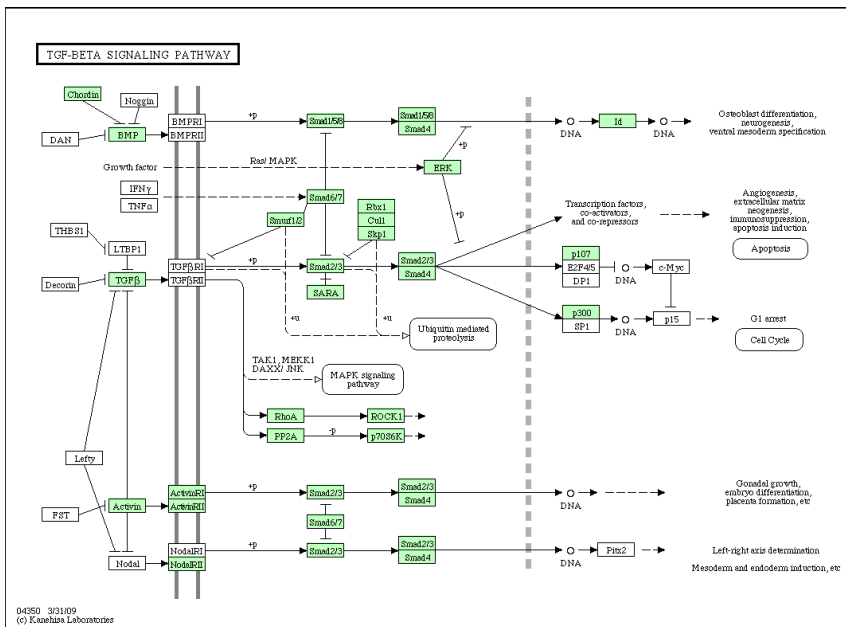 TGF-BETA SIGNALING PATHWAY
Chordin
Noggin
DAN
BMP
BMPRI
BMPRII
+p
Smad1/5/8
Smad1/5/8
Smad4
DNA
Id
DNA
Osteoblast differentiation,
neurogenesis,
ventral mesoderm specification
Growth factor
Ras/ MAPK
ERK
+p
+p
IFNγ
TNFα
Smad6/7
Smurf1/2
Rbx1
Cul1
Skp1
Transcription factors,
co-activators,
and co-repressors
Angiogenesis,
extracellular matrix
neogenesis,
immunosuppression,
apoptosis induction
Apoptosis
THBS1
LTBP1
Decorin
TGFβ
TGFβRI
TGFβRII
+p
Smad2/3
SARA
Smad2/3
Smad4
p107
E2F4/5
DP1
DNA
c-Myc
p300
SP1
DNA
p15
G1 arrest
Cell Cycle
+u
+u
Ubiquitin mediated
proteolysis
TAK1, MEKK1
DAXX/ JNK
MAPK signaling
pathway
RhoA
ROCK1
PP2A
-p
p70S6K
Lefty
FST
Activin
ActivinRI
ActivinRII
+p
Smad2/3
Smad2/3
Smad4
DNA
Gonadal growth,
embryo differentiation,
placenta formation, etc
Smad6/7
Nodal
NodalRI
NodalRII
+p
Smad2/3
Smad2/3
Smad4
DNA
Pitx2
Left-right axis determination
Mesoderm and endoderm induction, etc
04350 3/31/09
(c) Kanehisa Laboratories